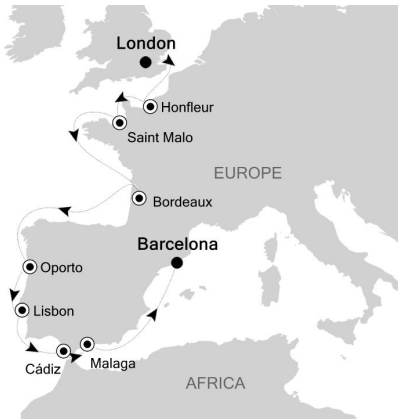 London
Honfleur
Saint Malo
EUROPE
Bordeaux
Barcelona
Oporto
Lisbon
Cádiz
Malaga
AFRICA